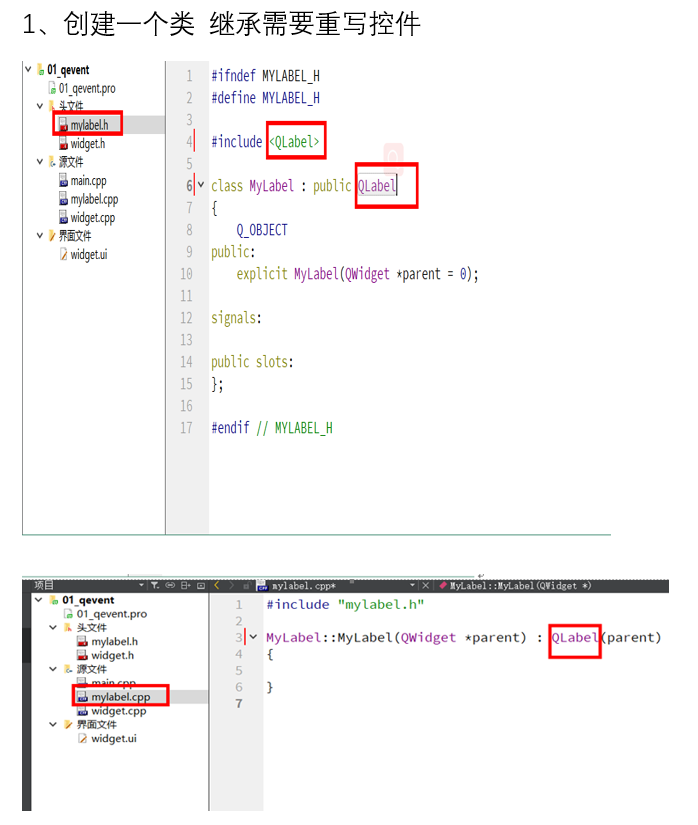 1、创建一个类 继承需要重写控件
01_qevent
01_qevent.pro
头文件
mylabel.h
widget.h
源文件
main.cpp
mylabel.cpp
widget.cpp
界面文件
widget.ui
1 #ifndef MYLABEL_H
2 #define MYLABEL_H
3
4 #include <QLabel>
5
6 class MyLabel : public QLabel
7 {
8 Q_OBJECT
9 public:
10 explicit MyLabel(QWidget *parent = 0);
11
12 signals:
13
14 public slots:
15 };
16
17 #endif // MYLABEL_H
项目
mylabel.cpp*
MyLabel::MyLabel(QWidget *)
01_qevent
01_qevent.pro
头文件
mylabel.h
widget.h
源文件
main.cpp
mylabel.cpp
widget.cpp
界面文件
widget.ui
1 #include "mylabel.h"
2
3 MyLabel::MyLabel(QWidget *parent) : QLabel(parent)
4 {
5
6 }
7